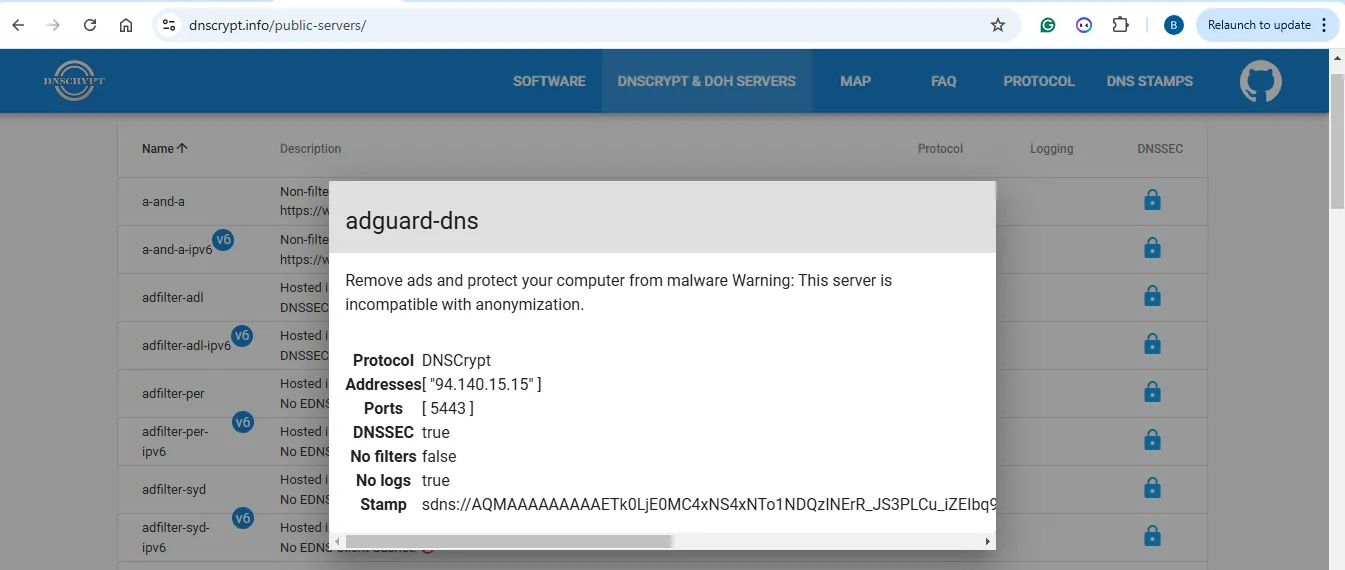 dnscrypt.info/public-servers/
B
Relaunch to update
DNSCRYPT
SOFTWARE
DNSCRYPT & DOH SERVERS
MAP
FAQ
PROTOCOL
DNS STAMPS
Name
Description
Protocol
Logging
DNSSEC
a-and-a
Non-filte
https://w
a-and-a-ipv6
v6
Non-filte
https://w
adfilter-adl
Hosted i
DNSSEC
adfilter-adl-ipv6
v6
Hosted i
DNSSEC
adfilter-per
Hosted i
No EDNS
adfilter-per-
ipv6
v6
Hosted i
No EDNS
adfilter-syd
Hosted i
No EDNS
adfilter-syd-
ipv6
v6
Hosted i
No EDNS Client Subnet.
adguard-dns
Remove ads and protect your computer from malware Warning: This server is
incompatible with anonymization.
Protocol DNSCrypt
Addresses[ "94.140.15.15" ]
Ports [ 5443 ]
DNSSEC true
No filters false
No logs true
Stamp sdns://AQMAAAAAAAAAETk0LjE0MC4xNS4xNTo1NDQzINErR_JS3PLCu_iZEIbq9